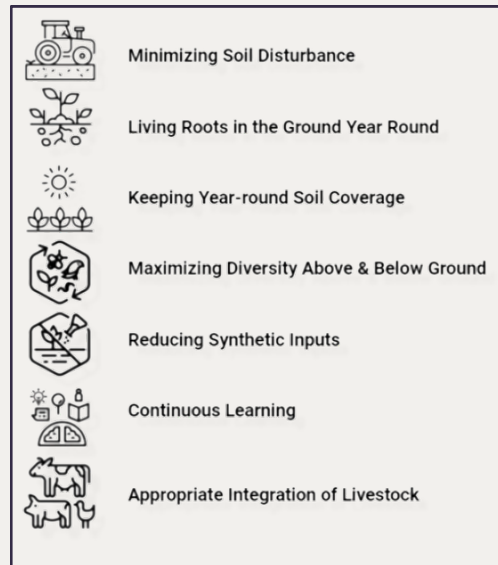 Minimizing Soil Disturbance
Living Roots in the Ground Year Round
Keeping Year-round Soil Coverage
Maximizing Diversity Above & Below Ground
Reducing Synthetic Inputs
Continuous Learning
Appropriate Integration of Livestock